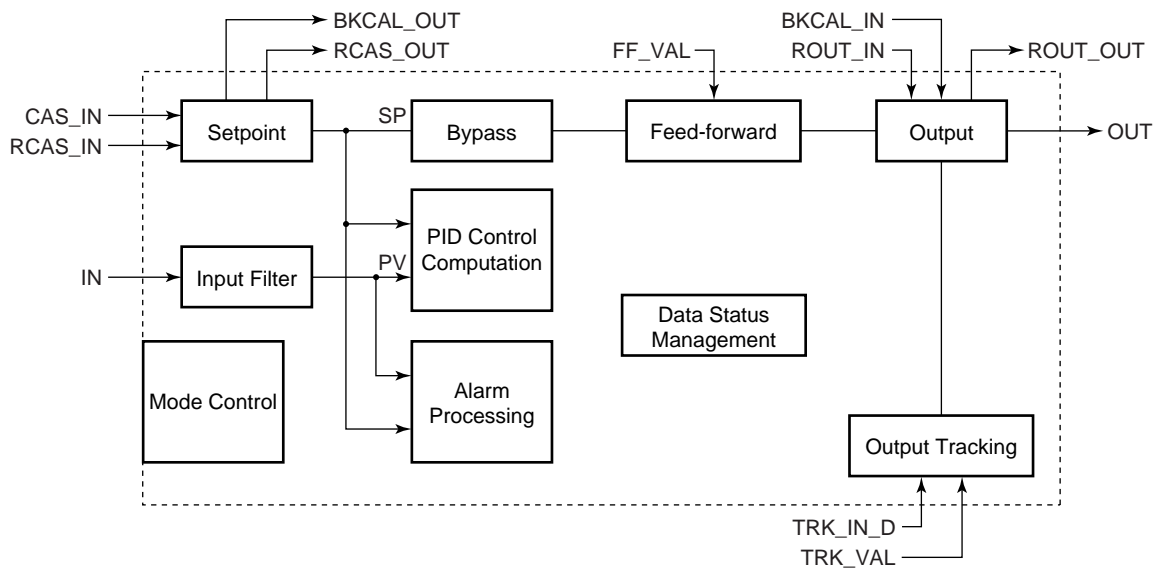 BKCAL_OUT
BKCAL_IN
RCAS_OUT
FF_VAL
ROUT_IN
ROUT_OUT
CAS_IN
RCAS_IN
Setpoint
SP
Bypass
Feed-forward
Output
OUT
IN
Input Filter
PV
PID Control
Computation
Data Status
Management
Mode Control
Alarm
Processing
Output Tracking
TRK_IN_D
TRK_VAL